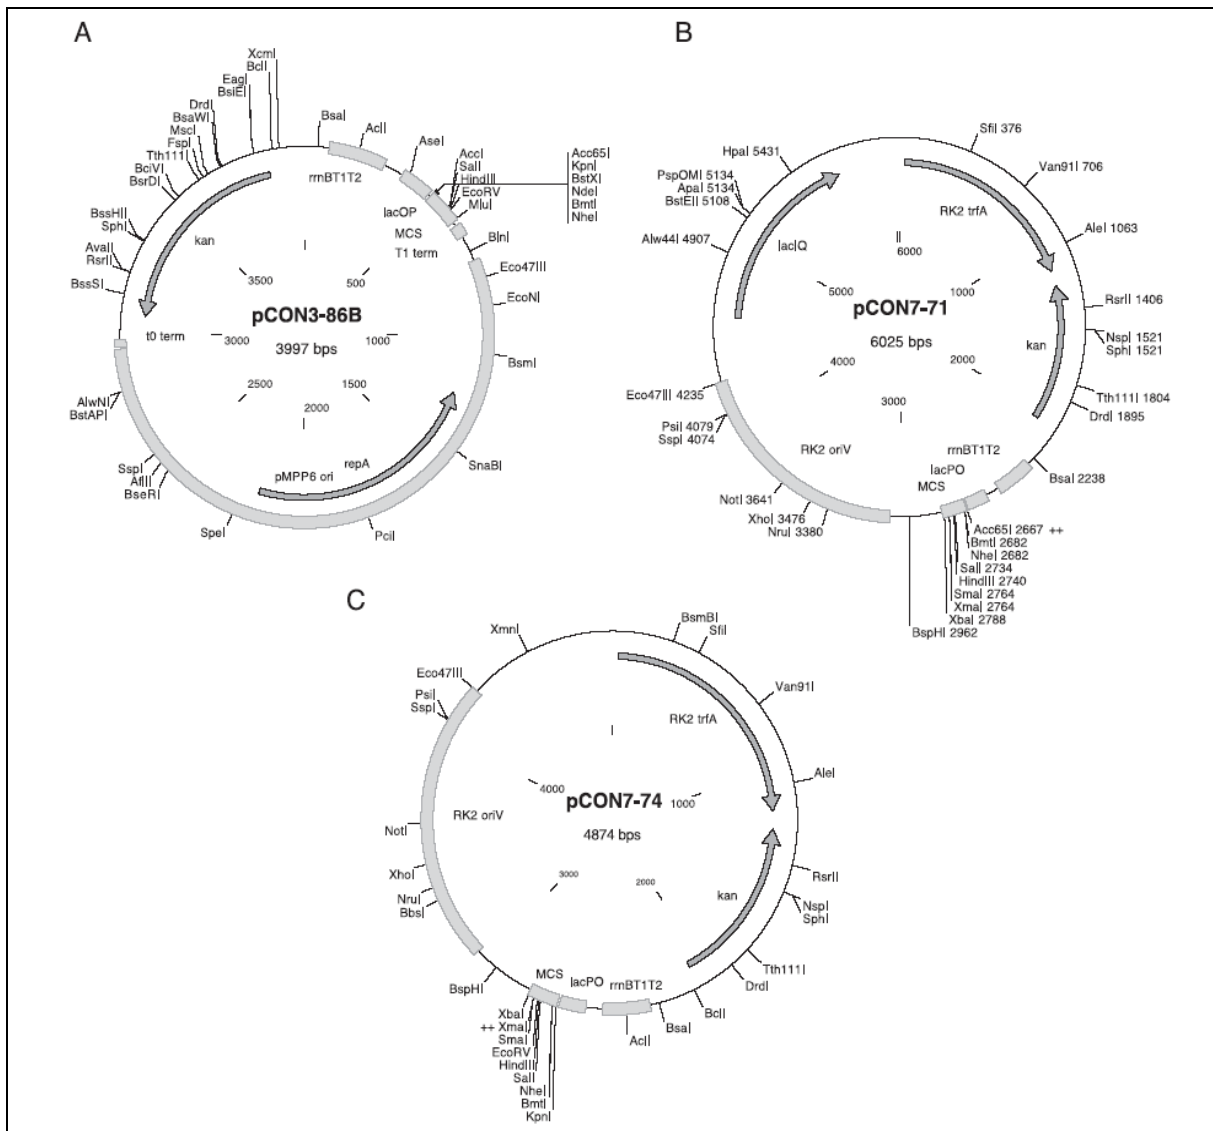 A
XcmI
BclI
EagI
BsiEI
DrdI
BsaWI
MscI
FspI
Tth111I
BciVI
BsrDI
BssHII
SphI
AvaII
RsrII
BssSI
BsaI
AclI
AseI
AccI
SalI
HindIII
EcoRV
MluI
Acc65I
KpnI
BstXI
NdeI
BmtI
NheI
BlnI
Eco47III
EcoNI
BsmI
SnaBI
PciI
SpeI
BseRI
AflII
SspI
BstAPI
AlwNI
rrnBT1T2
lacOP
MCS
T1 term
kan
t0 term
3500
500
3000
1000
2500
1500
2000
pCON3-86B
3997 bps
repA
pMPP6 ori
B
SfiI 376
Van91I 706
AleI 1063
RsrII 1406
NspI 1521
SphI 1521
Tth111I 1804
DrdI 1895
BsaI 2238
Acc65I 2667 ++
BmtI 2682
NheI 2682
SalI 2734
HindIII 2740
SmaI 2764
XmaI 2764
XbaI 2788
BspHI 2962
NruI 3380
XhoI 3476
NotI 3641
SspI 4074
PsiI 4079
Eco47III 4235
Alw44I 4907
BstEII 5108
ApaI 5134
PspOMI 5134
HpaI 5431
RK2 trfA
lacIQ
kan
rrnBT1T2
lacPO
MCS
RK2 oriV
6000
5000
1000
4000
2000
3000
pCON7-71
6025 bps
C
XmnI
BsmBI
SfiI
Van91I
AleI
RsrII
NspI
SphI
Tth111I
DrdI
BclI
BsaI
AclI
Eco47III
PsiI
SspI
NotI
XhoI
NruI
BbsI
BspHI
XbaI
++ XmaI
SmaI
EcoRV
HindIII
SalI
NheI
BmtI
KpnI
RK2 trfA
RK2 oriV
kan
MCS
lacPO
rrnBT1T2
4000
1000
3000
2000
pCON7-74
4874 bps